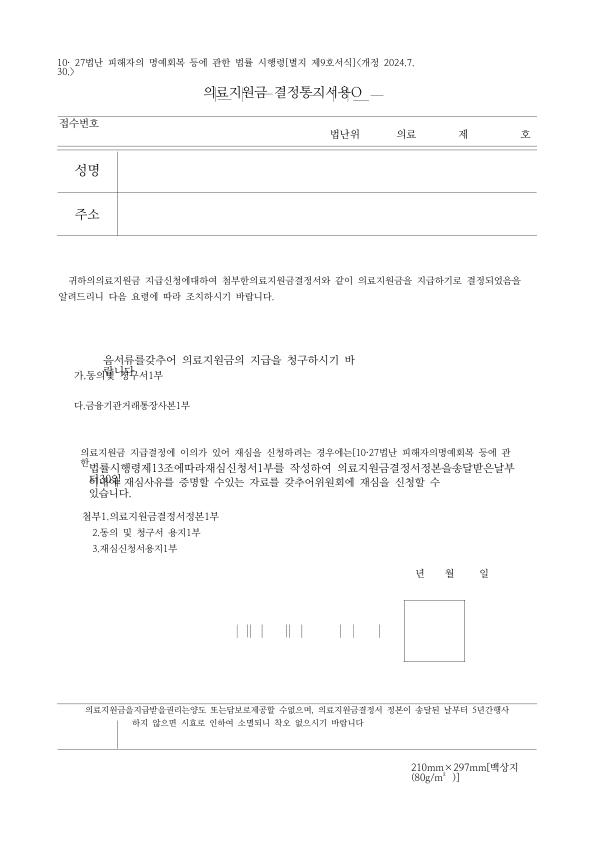 10· 27법난 피해자의 명예회복 등에 관한 법률 시행령[별지 제9호서식]<개정 2024.7.
30.>
의료지원금 결정통지서용O
접수번호
법난위 의료 제 호
성명
주소
귀하의의료지원금 지급신청에대하여 첨부한의료지원금결정서와 같이 의료지원금을 지급하기로 결정되었음을
알려드리니 다음 요령에 따라 조치하시기 바랍니다.
음서류를갖추어 의료지원금의 지급을 청구하시기 바
랍니다
가.동의및 청구서1부
다.금융기관거래통장사본1부
의료지원금 지급결정에 이의가 있어 재심을 신청하려는 경우에는[10·27법난 피해자의명예회복 등에 관
한
법률시행령제13조에따라재심신청서1부를 작성하여 의료지원금결정서정본을송달받은날부
터30일
이내에 재심사유를 증명할 수있는 자료를 갖추어위원회에 재심을 신청할 수
있습니다.
첨부1.의료지원금결정서정본1부
2.동의 및 청구서 용지1부
3.재심신청서용지1부
년 월 일
의료지원금을지급받을권리는양도 또는담보로제공할 수없으며, 의료지원금결정서 정본이 송달된 날부터 5년간행사
하지 않으면 시효로 인하여 소멸되니 착오 없으시기 바랍니다
210mm×297mm[백상지
(80g/㎡ )]